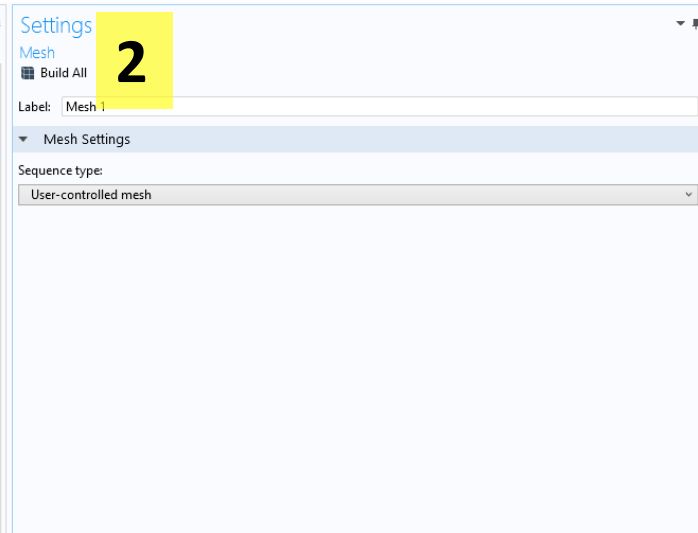 Settings
Mesh
Build All
2
Label: Mesh 1
Mesh Settings
Sequence type:
User-controlled mesh